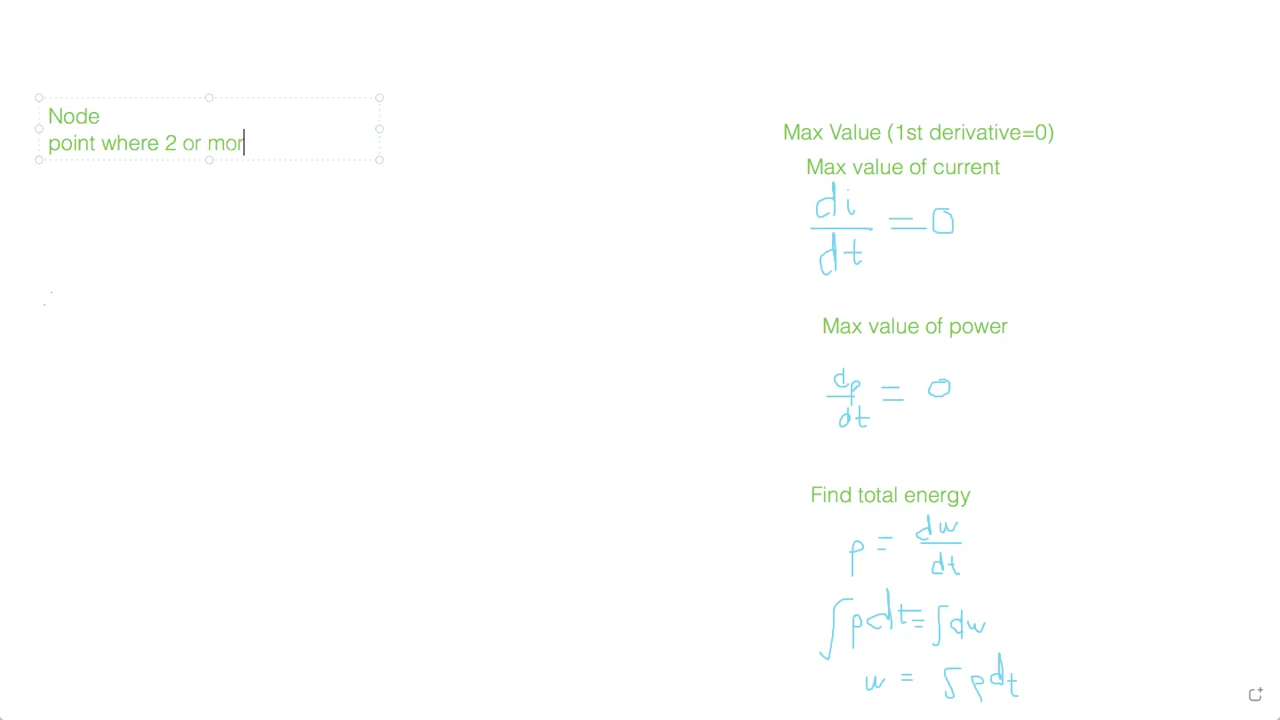 Node
point where 2 or mor
Max Value (1st derivative=0)
Max value of current
di/dt = 0
Max value of power
dp/dt = 0
Find total energy
p = dw/dt
∫pdt = ∫dw
w = ∫pdt